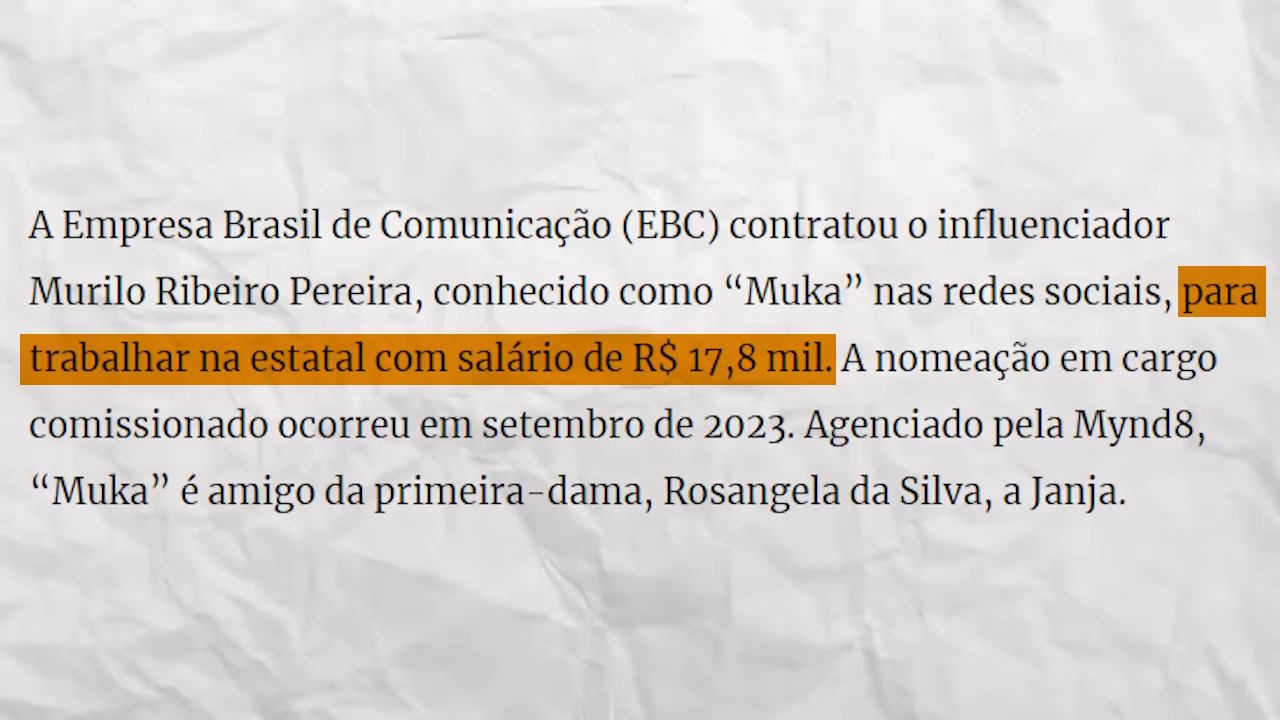 A Empresa Brasil de Comunicação (EBC) contratou o influenciador
Murilo Ribeiro Pereira, conhecido como “Muka” nas redes sociais, para
trabalhar na estatal com salário de R$ 17,8 mil. A nomeação em cargo
comissionado ocorreu em setembro de 2023. Agenciado pela Mynd8,
“Muka” é amigo da primeira-dama, Rosangela da Silva, a Janja.